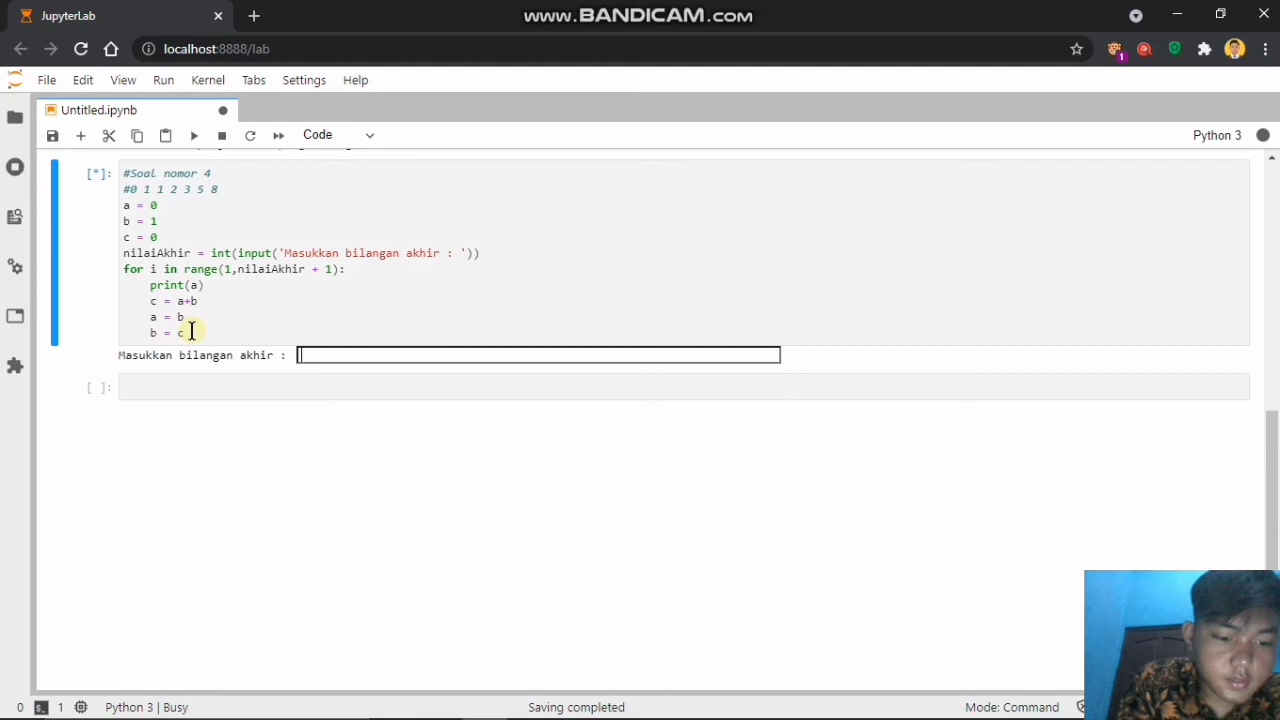 JupyterLab
www.BANDICAM.com
localhost:8888/lab
1
File Edit View Run Kernel Tabs Settings Help
Untitled.ipynb
Code
Python 3
[*]:
#Soal nomor 4
#0 1 1 2 3 5 8
a = 0
b = 1
c = 0
nilaiAkhir = int(input('Masukkan bilangan akhir : '))
for i in range(1,nilaiAkhir + 1):
print(a)
c = a+b
a = b
b = c
Masukkan bilangan akhir :
[ ]:
0 1 Python 3 | Busy Saving completed Mode: Command